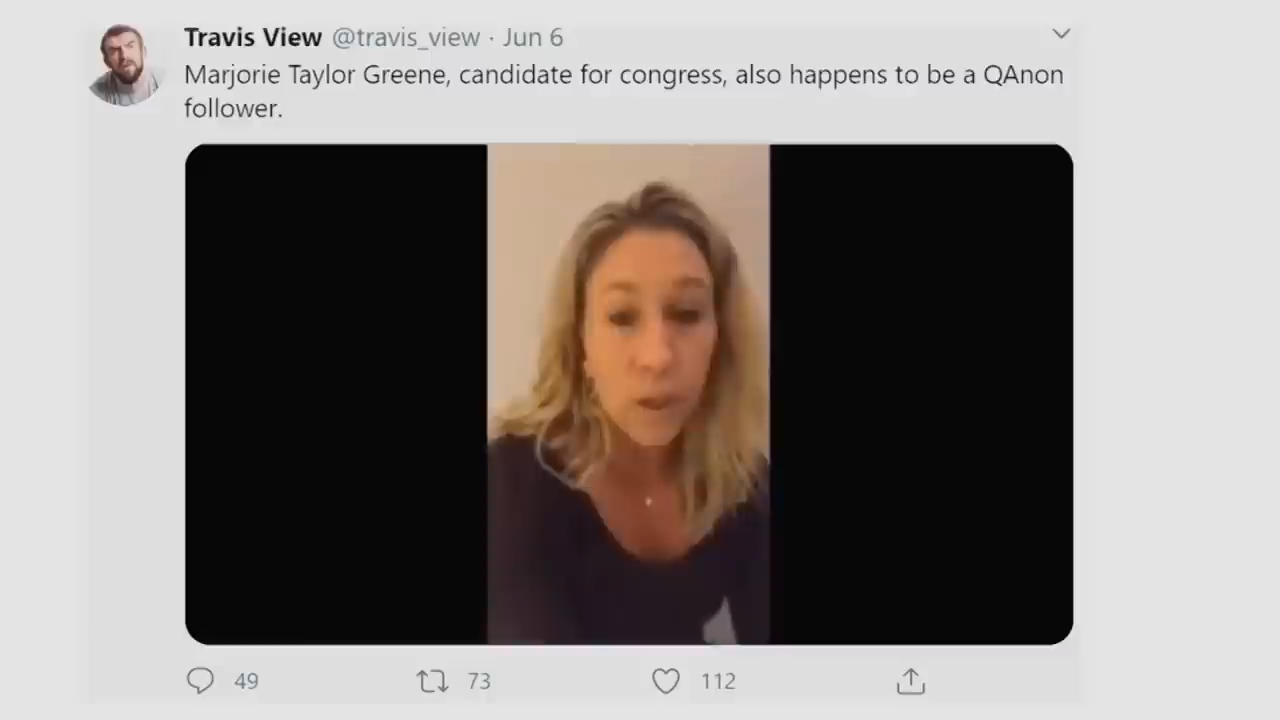 Travis View @travis_view · Jun 6
Marjorie Taylor Greene, candidate for congress, also happens to be a QAnon
follower.
49 73 112